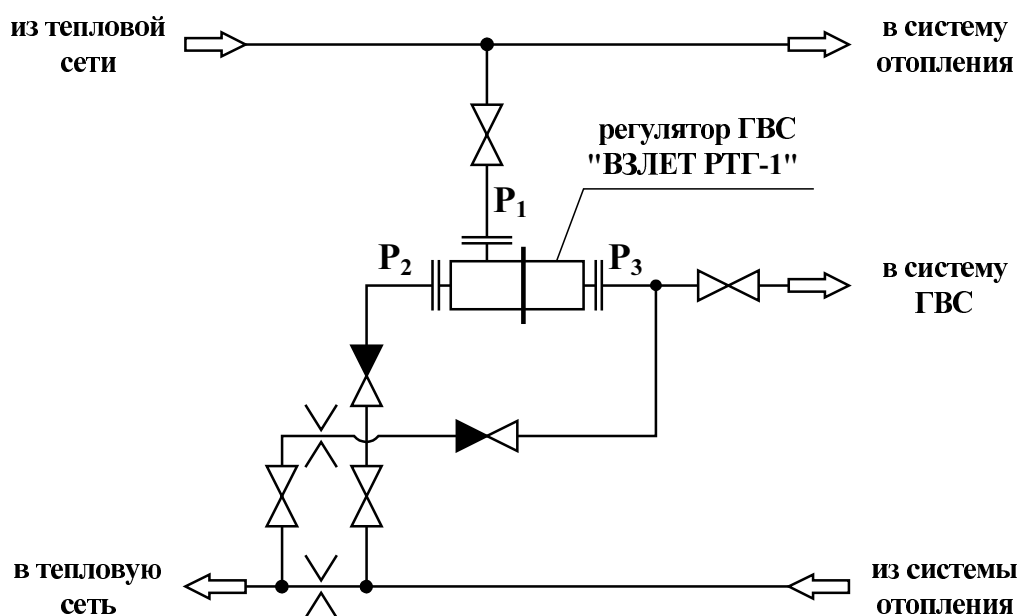 из тепловой
сети
в систему
отопления
регулятор ГВС
"ВЗЛЕТ РТГ-1"
P1
P2
P3
в систему
ГВС
в тепловую
сеть
из системы
отопления